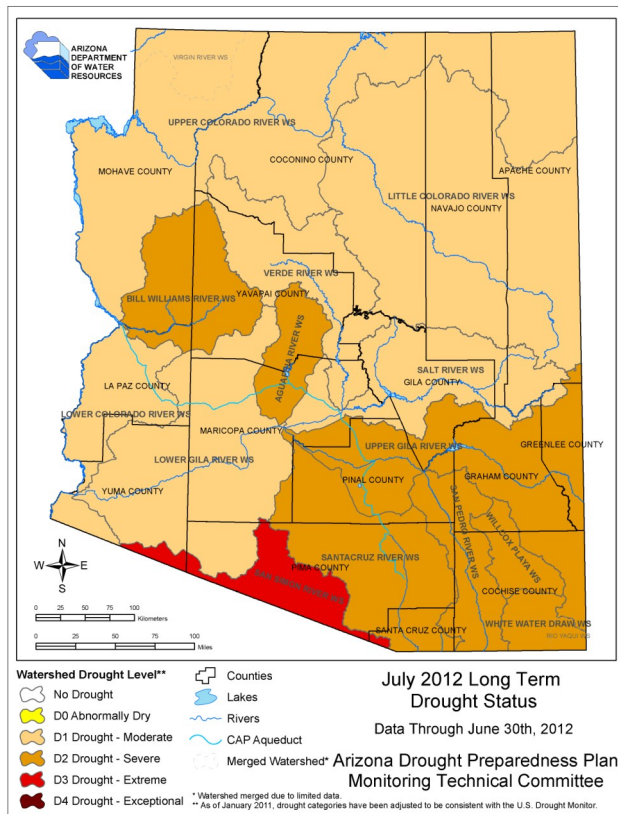 ARIZONA
DEPARTMENT
OF WATER
RESOURCES
VIRGIN RIVER WS
UPPER COLORADO RIVER WS
COCONINO COUNTY
MOHAVE COUNTY
APACHE COUNTY
LITTLE COLORADO RIVER WS
NAVAJO COUNTY
VERDE RIVER WS
YAVAPAI COUNTY
BILL WILLIAMS RIVER WS
AGUA FRIA RIVER WS
SALT RIVER WS
GILA COUNTY
LA PAZ COUNTY
LOWER COLORADO RIVER WS
MARICOPA COUNTY
UPPER GILA RIVER WS
GREENLEE COUNTY
LOWER GILA RIVER WS
PINAL COUNTY
GRAHAM COUNTY
YUMA COUNTY
SAN PEDRO RIVER WS
WILLCOX PLAYA WS
SANTACRUZ RIVER WS
PIMA COUNTY
SAN SIMON RIVER WS
COCHISE COUNTY
SANTA CRUZ COUNTY
WHITE WATER DRAW WS
RIO YAQUI WS
N
W E
S
0 25 50 75 100
Kilometers
0 25 50 75 100
Miles
Watershed Drought Level**
No Drought
D0 Abnormally Dry
D1 Drought - Moderate
D2 Drought - Severe
D3 Drought - Extreme
D4 Drought - Exceptional
Counties
Lakes
Rivers
CAP Aqueduct
Merged Watershed*
July 2012 Long Term
Drought Status
Data Through June 30th, 2012
Arizona Drought Preparedness Plan
Monitoring Technical Committee
* Watershed merged due to limited data.
** As of January 2011, drought categories have been adjusted to be consistent with the U.S. Drought Monitor.